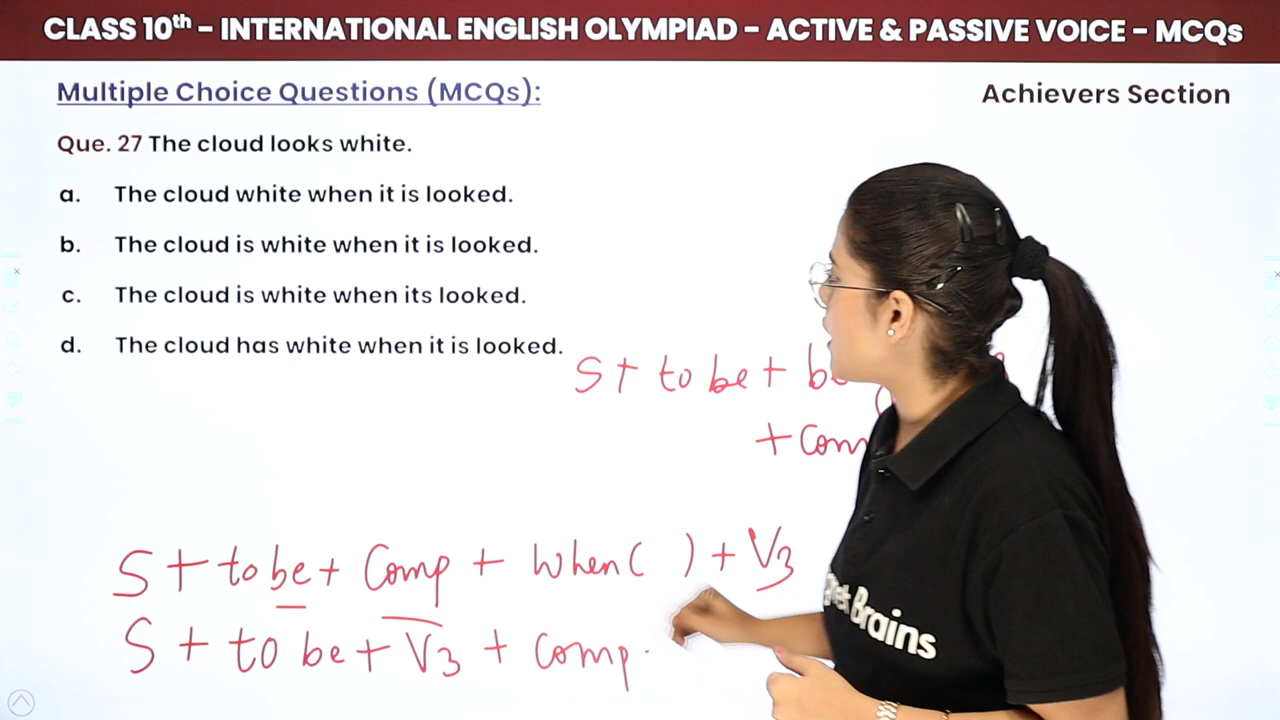 CLASS 10th - INTERNATIONAL ENGLISH OLYMPIAD - ACTIVE & PASSIVE VOICE - MCQs
Multiple Choice Questions (MCQs):
Achievers Section
Que. 27 The cloud looks white.
a. The cloud white when it is looked.
b. The cloud is white when it is looked.
c. The cloud is white when its looked.
d. The cloud has white when it is looked.
S + to be +
+
S + to be + Comp + when ( ) + V3
S + to be + V3 + comp.
Brains